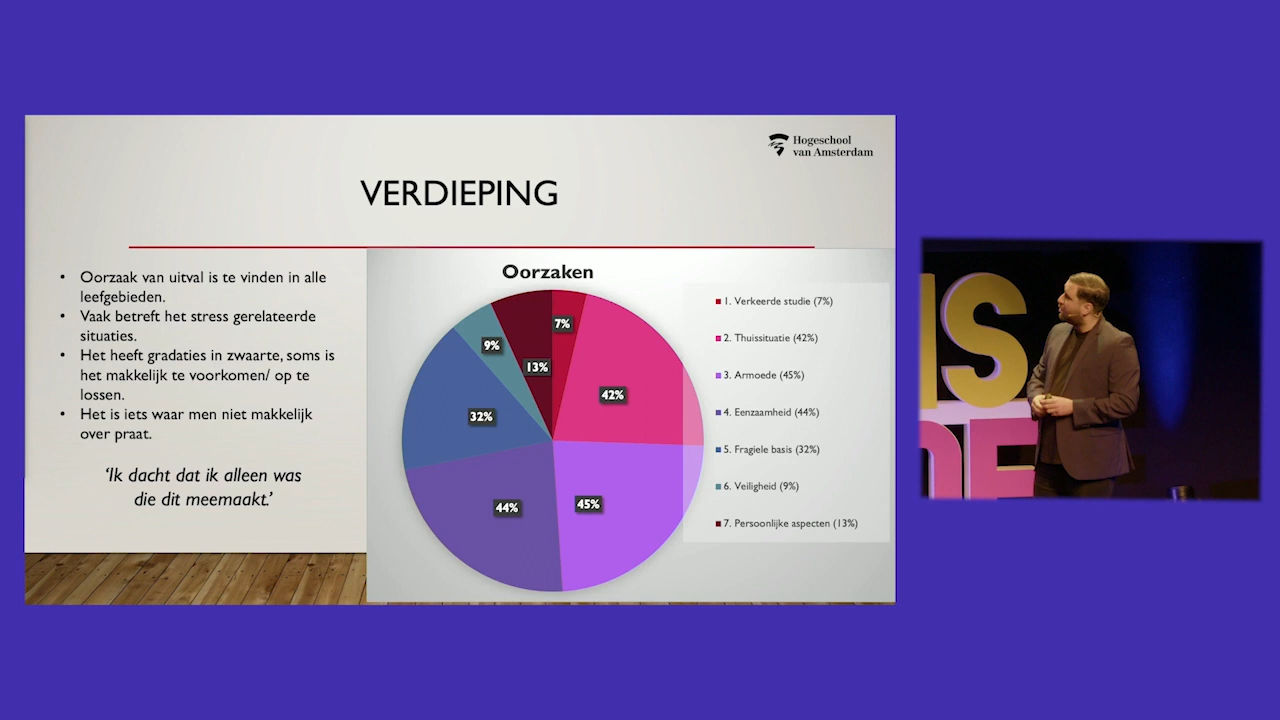 Hogeschool
van Amsterdam
VERDIEPING
• Oorzaak van uitval is te vinden in alle
leefgebieden.
• Vaak betreft het stress gerelateerde
situaties.
• Het heeft gradaties in zwaarte, soms is
het makkelijk te voorkomen/ op te
lossen.
• Het is iets waar men niet makkelijk
over praat.
‘Ik dacht dat ik alleen was
die dit meemaakt.’
Oorzaken
7%
42%
45%
44%
32%
9%
13%
1. Verkeerde studie (7%)
2. Thuissituatie (42%)
3. Armoede (45%)
4. Eenzaamheid (44%)
5. Fragiele basis (32%)
6. Veiligheid (9%)
7. Persoonlijke aspecten (13%)